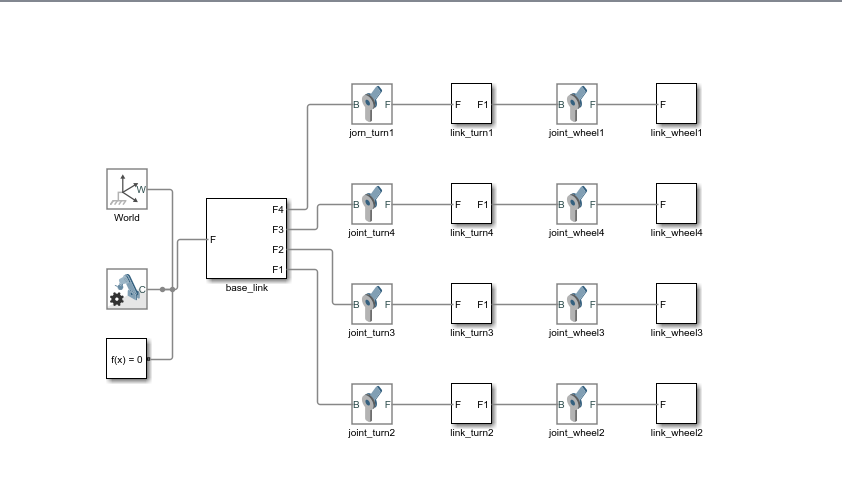 B F
F F1
B F
F
jorn_turn1
link_turn1
joint_wheel1
link_wheel1
W
World
B F
F F1
B F
F
joint_turn4
link_turn4
joint_wheel4
link_wheel4
F
F4
F3
F2
F1
base_link
C
f(x) = 0
B F
F F1
B F
F
joint_turn3
link_turn3
joint_wheel3
link_wheel3
B F
F F1
B F
F
joint_turn2
link_turn2
joint_wheel2
link_wheel2